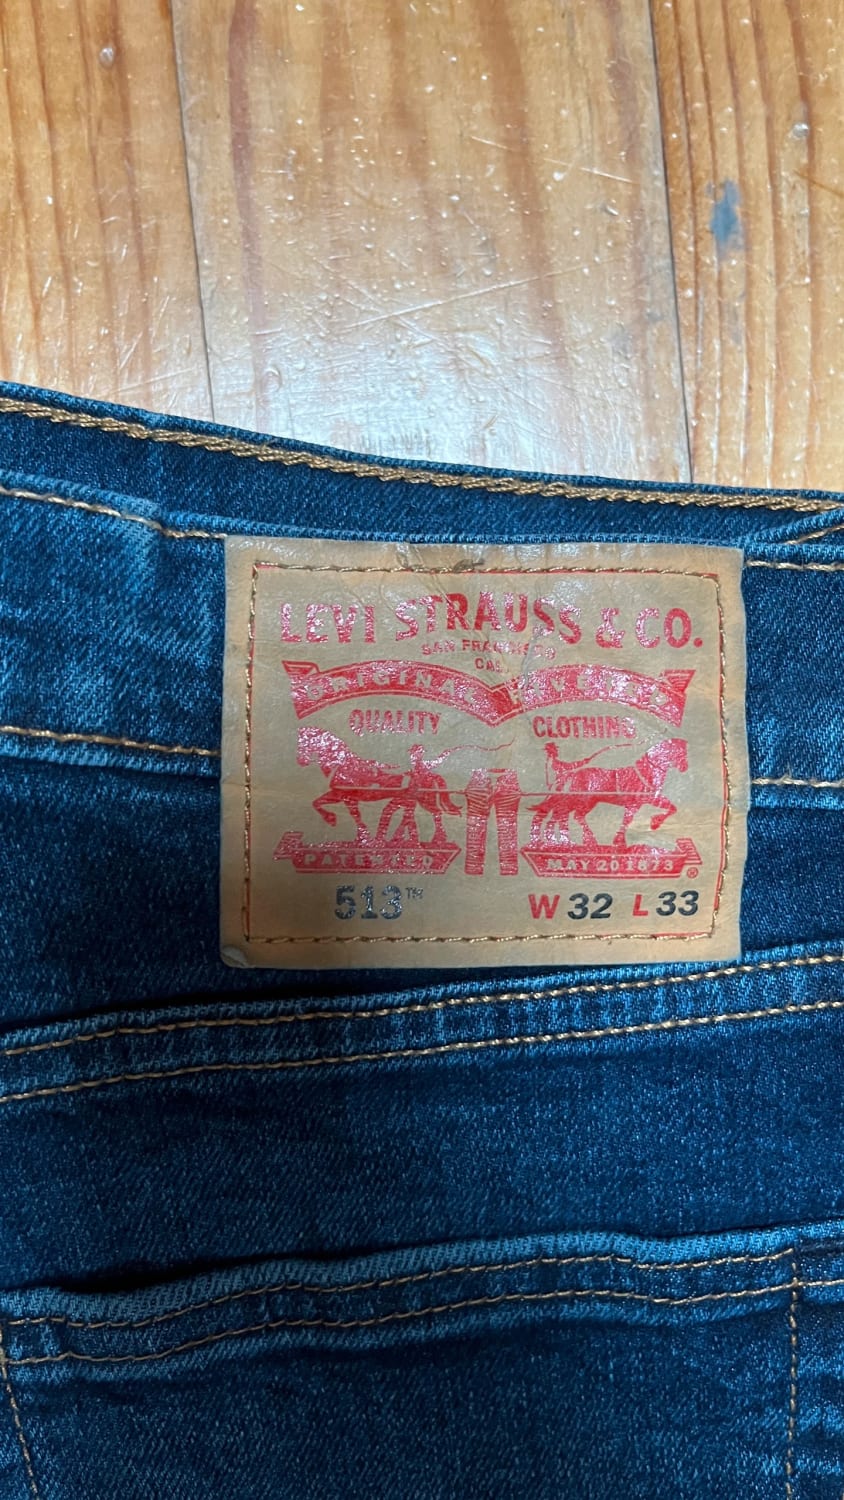 LEVI STRAUSS & CO.
SAN FRANCISCO
CAL.
ORIGINAL RIVETED
QUALITY CLOTHING
PATENTED MAY 20 1873 ®
513™ W 32 L 33